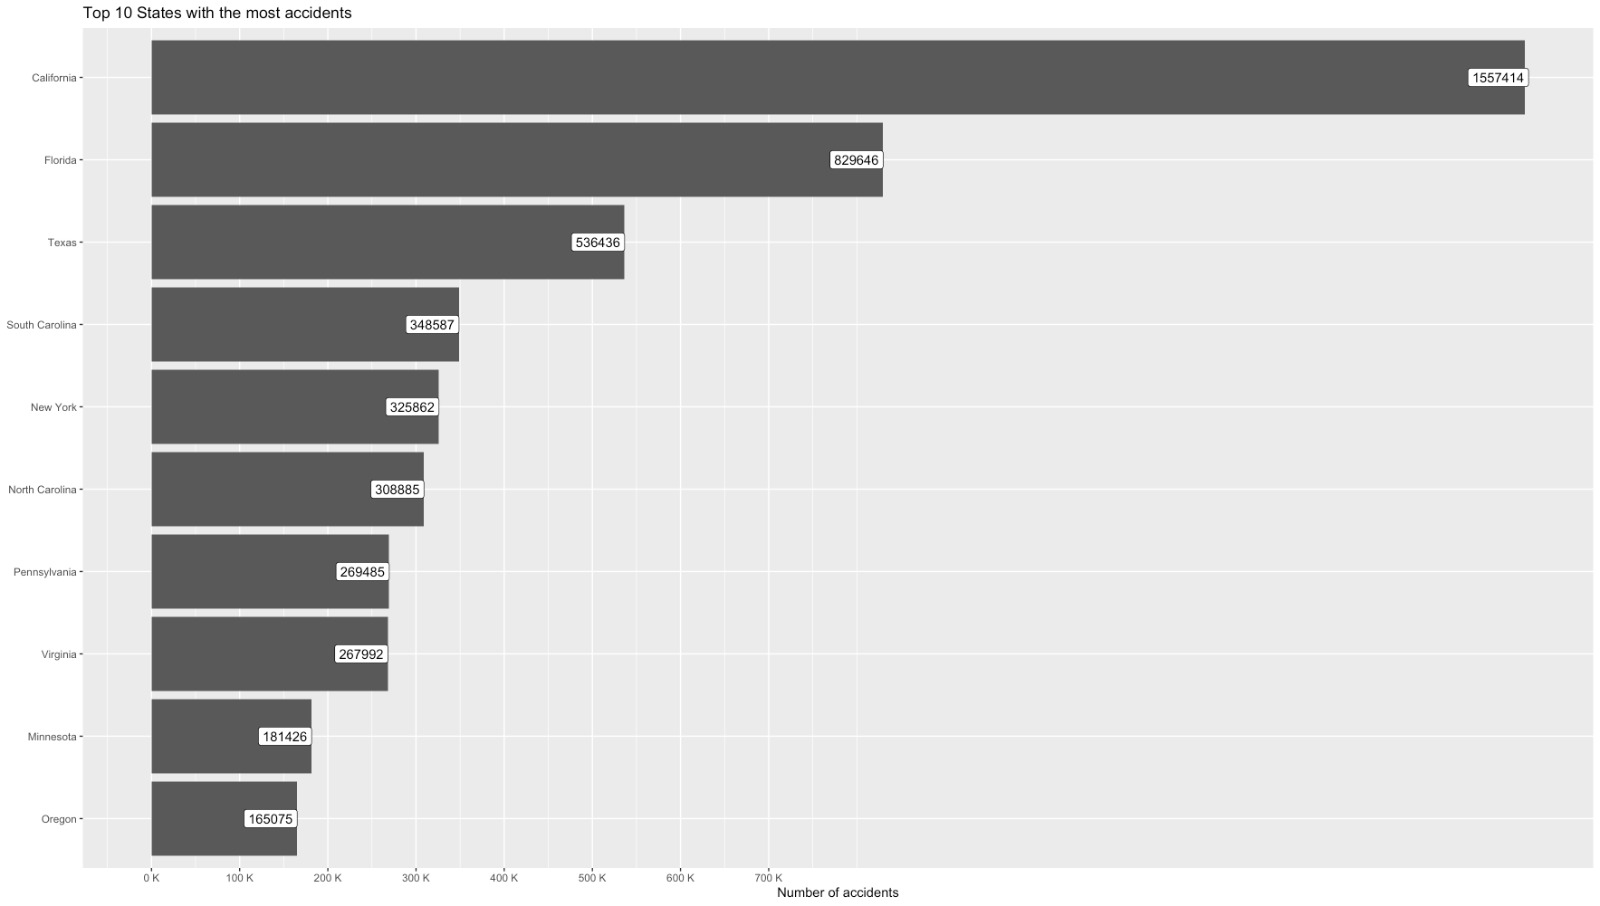 Top 10 States with the most accidents
California
1557414
Florida
829646
Texas
536436
South Carolina
348587
New York
325862
North Carolina
308885
Pennsylvania
269485
Virginia
267992
Minnesota
181426
Oregon
165075
0 K 100 K 200 K 300 K 400 K 500 K 600 K 700 K
Number of accidents